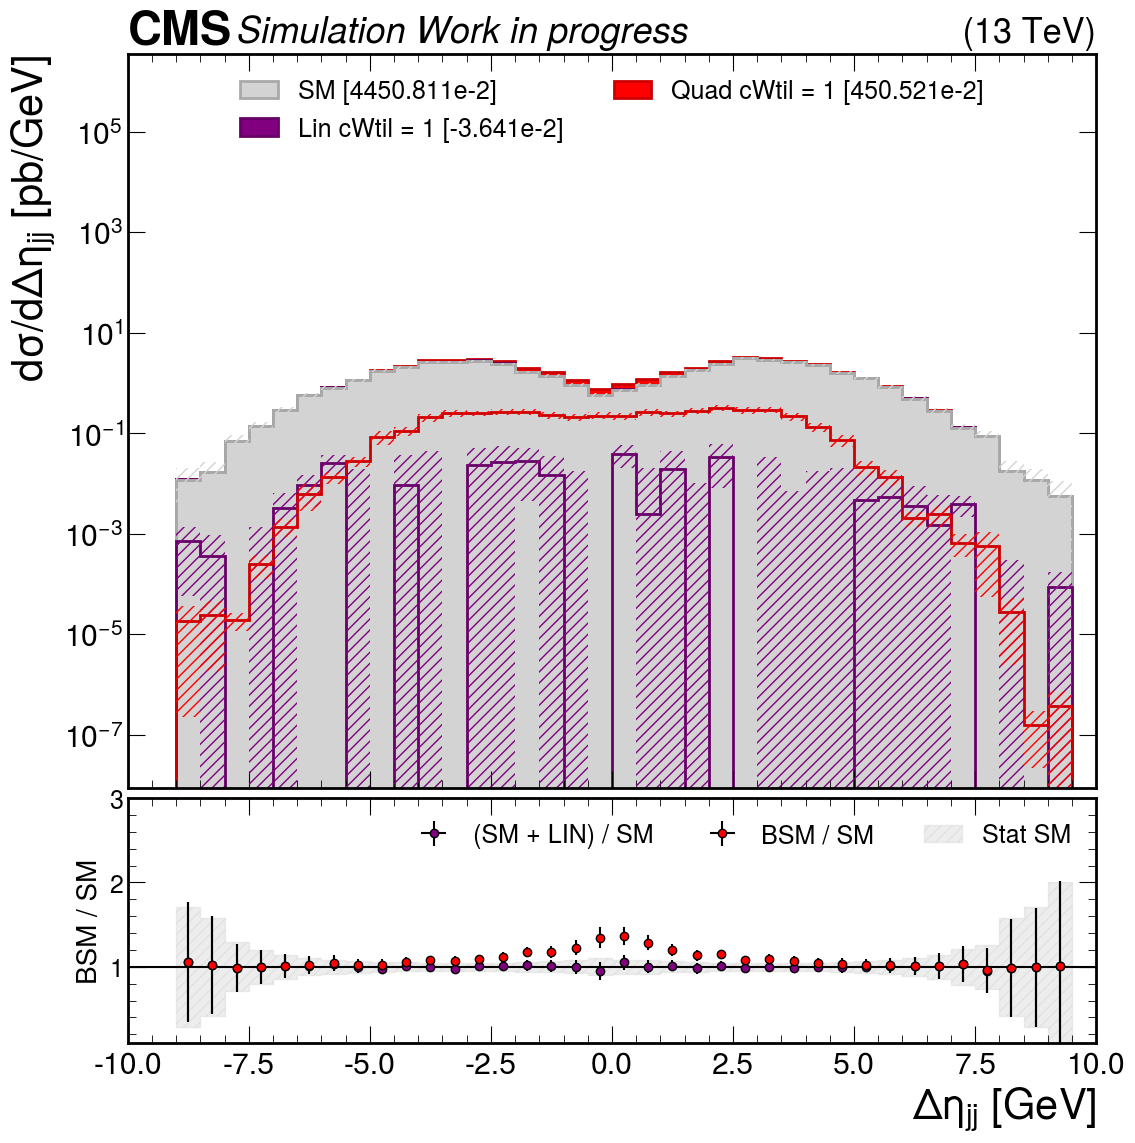 CMS Simulation Work in progress (13 TeV)
dσ/dΔηjj [pb/GeV]
SM [4450.811e-2]
Quad cWtil = 1 [450.521e-2]
Lin cWtil = 1 [-3.641e-2]
10^5
10^3
10^1
10^−1
10^−3
10^−5
10^−7
BSM / SM
(SM + LIN) / SM
BSM / SM
Stat SM
3
2
1
-10.0 -7.5 -5.0 -2.5 0.0 2.5 5.0 7.5 10.0
Δηjj [GeV]